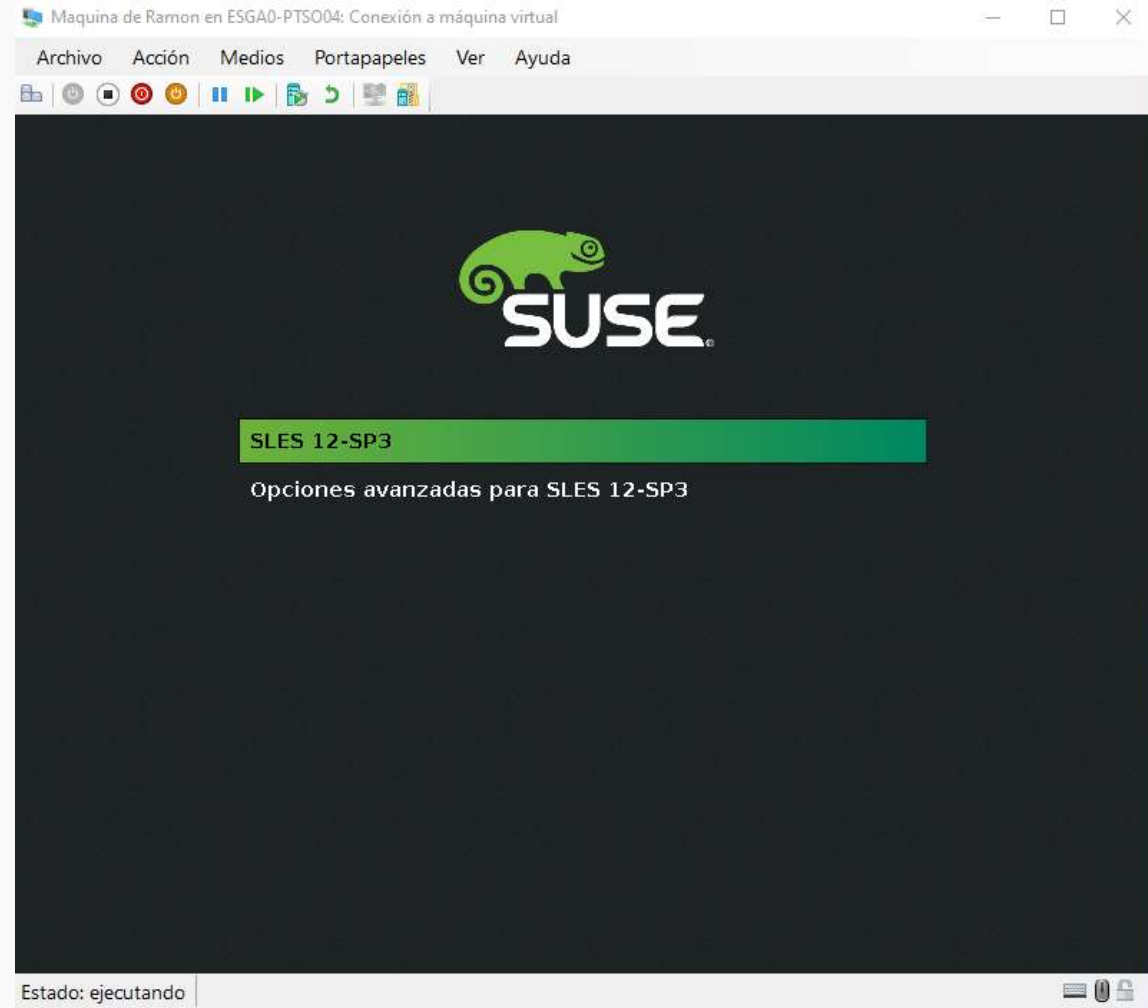 Maquina de Ramon en ESGA0-PTSO04: Conexión a máquina virtual
Archivo Acción Medios Portapapeles Ver Ayuda
SUSE
SLES 12-SP3
Opciones avanzadas para SLES 12-SP3
Estado: ejecutando